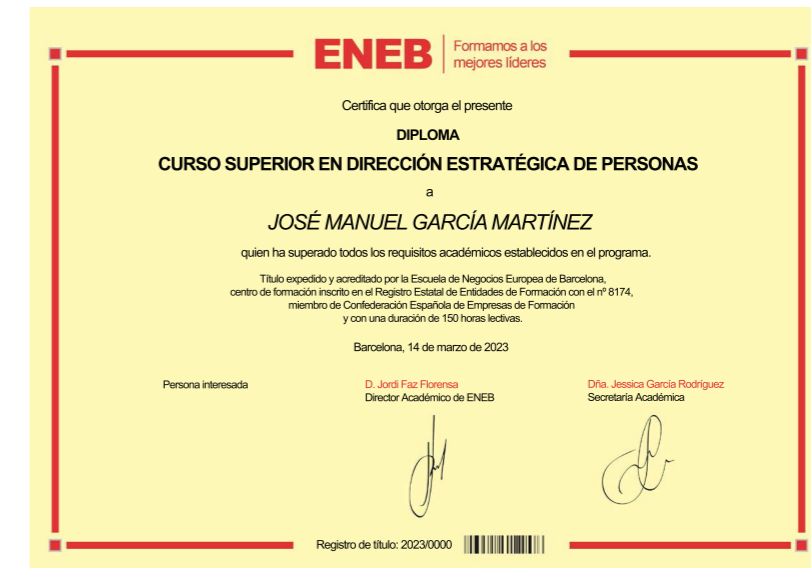 ENEB
Formamos a los
mejores líderes
Certifica que otorga el presente
DIPLOMA
CURSO SUPERIOR EN DIRECCIÓN ESTRATÉGICA DE PERSONAS
a
JOSÉ MANUEL GARCÍA MARTÍNEZ
quien ha superado todos los requisitos académicos establecidos en el programa.
Título expedido y acreditado por la Escuela de Negocios Europea de Barcelona,
centro de formación inscrito en el Registro Estatal de Entidades de Formación con el nº 8174,
miembro de Confederación Española de Empresas de Formación
y con una duración de 150 horas lectivas.
Barcelona, 14 de marzo de 2023
Persona interesada
D. Jordi Faz Florensa
Director Académico de ENEB
Dña. Jessica García Rodríguez
Secretaría Académica
Registro de título: 2023/0000